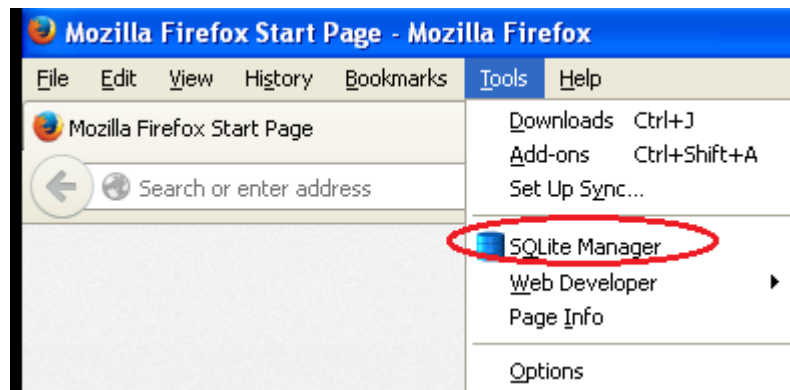 Mozilla Firefox Start Page - Mozilla Firefox
File Edit View History Bookmarks Tools Help
Mozilla Firefox Start Page
Search or enter address
Downloads Ctrl+J
Add-ons Ctrl+Shift+A
Set Up Sync...
SQLite Manager
Web Developer
Page Info
Options